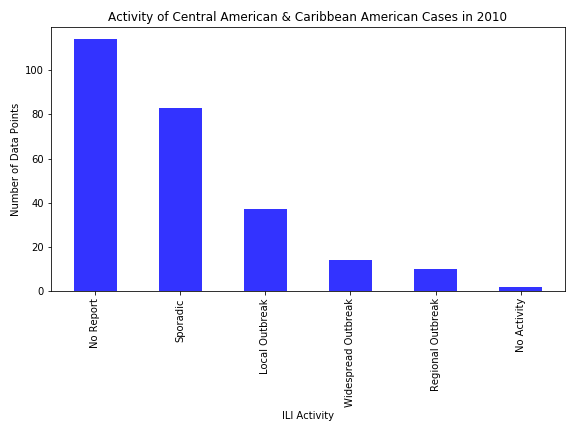 Activity of Central American & Caribbean American Cases in 2010
Number of Data Points
100
80
60
40
20
0
No Report
Sporadic
Local Outbreak
Widespread Outbreak
Regional Outbreak
No Activity
ILI Activity